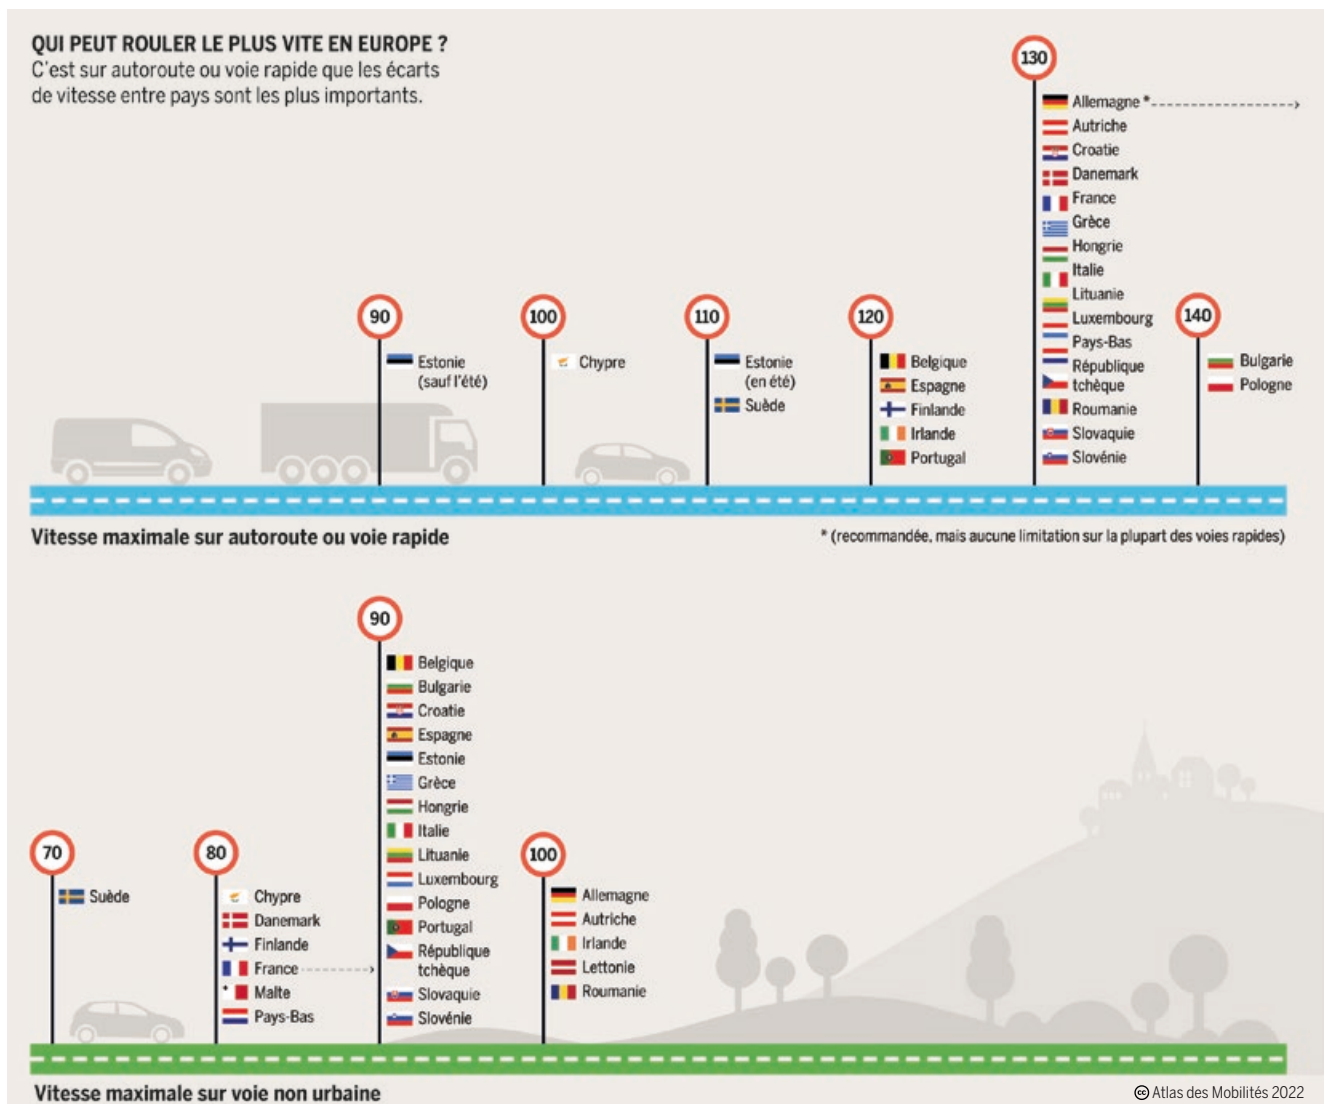 QUI PEUT ROULER LE PLUS VITE EN EUROPE ?
C'est sur autoroute ou voie rapide que les écarts
de vitesse entre pays sont les plus importants.
90
Estonie
(sauf l'été)
100
Chypre
110
Estonie
(en été)
Suède
120
Belgique
Espagne
Finlande
Irlande
Portugal
130
Allemagne *
Autriche
Croatie
Danemark
France
Grèce
Hongrie
Italie
Lituanie
Luxembourg
Pays-Bas
République
tchèque
Roumanie
Slovaquie
Slovénie
140
Bulgarie
Pologne
Vitesse maximale sur autoroute ou voie rapide
* (recommandée, mais aucune limitation sur la plupart des voies rapides)
70
Suède
80
Chypre
Danemark
Finlande
France
Malte
Pays-Bas
90
Belgique
Bulgarie
Croatie
Espagne
Estonie
Grèce
Hongrie
Italie
Lituanie
Luxembourg
Pologne
Portugal
République
tchèque
Slovaquie
Slovénie
100
Allemagne
Autriche
Irlande
Lettonie
Roumanie
Vitesse maximale sur voie non urbaine
cc Atlas des Mobilités 2022